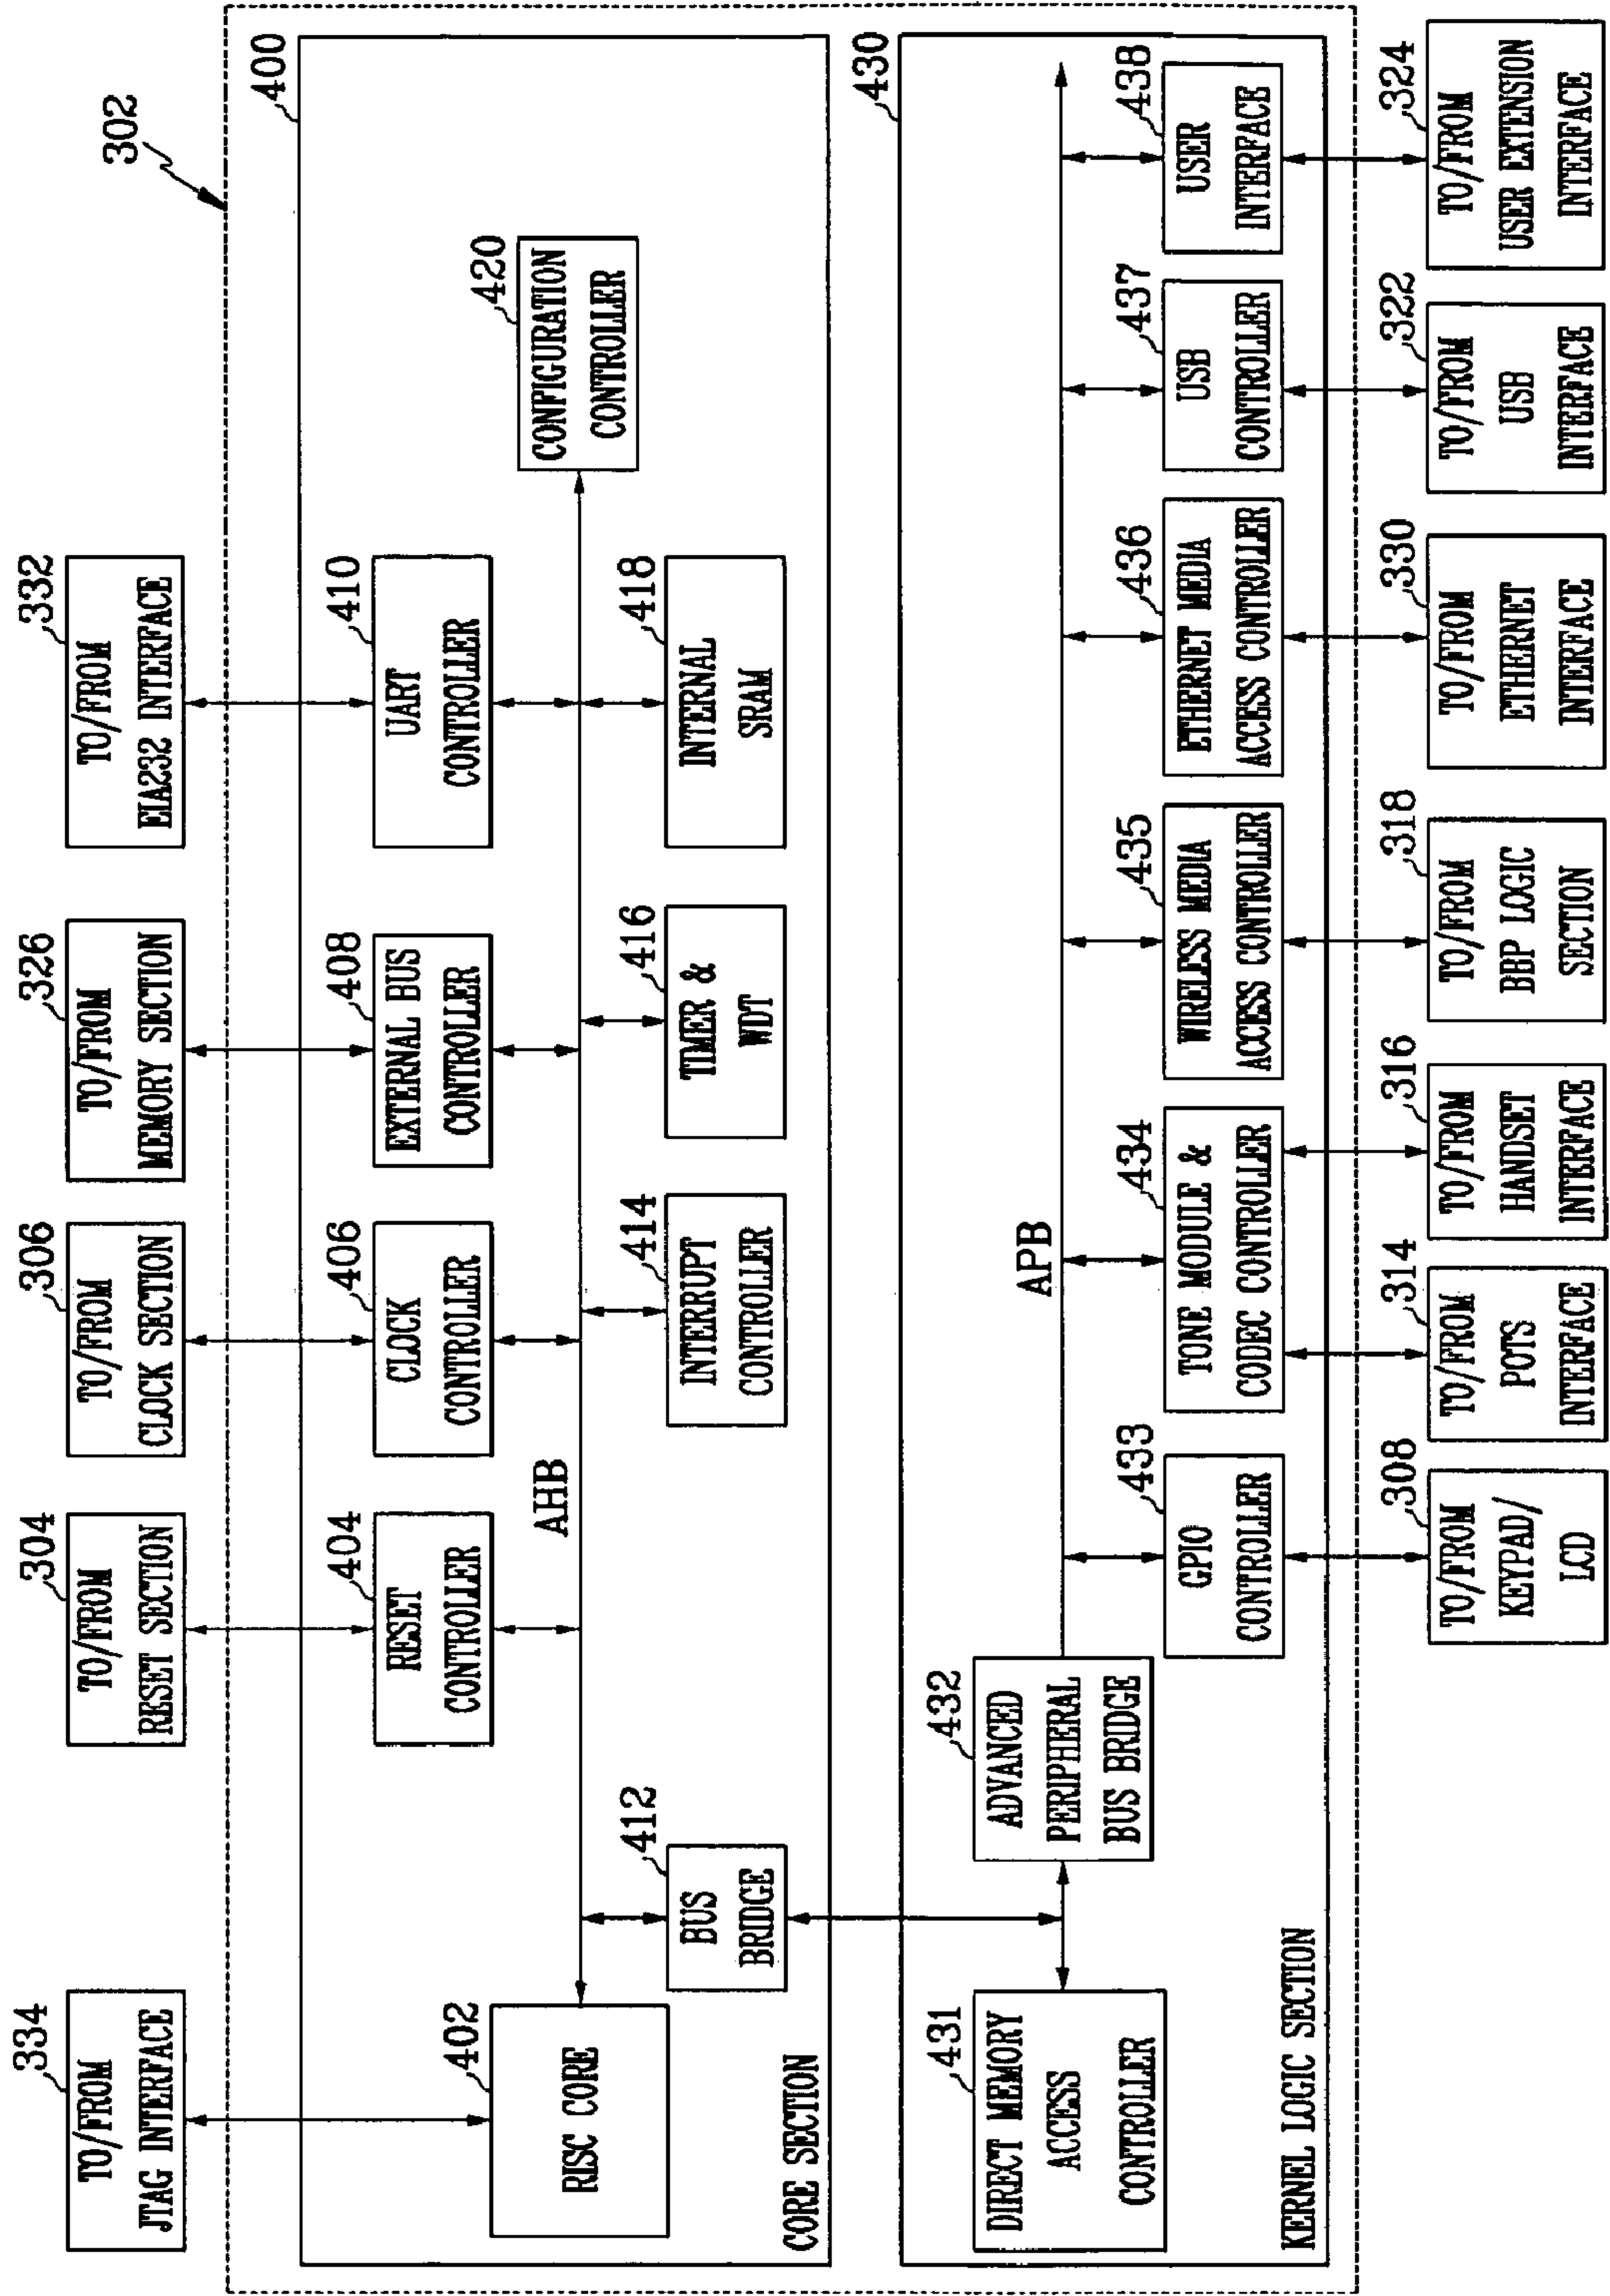 302
334
TO/FROM
JTAG INTERFACE
304
TO/FROM
RESET SECTION
306
TO/FROM
CLOCK SECTION
326
TO/FROM
MEMORY SECTION
332
TO/FROM
EIA232 INTERFACE
400
402
RISC CORE
404
RESET
CONTROLLER
406
CLOCK
CONTROLLER
408
EXTERNAL BUS
CONTROLLER
410
UART
CONTROLLER
420
CONFIGURATION
CONTROLLER
AHB
412
BUS
BRIDGE
414
INTERRUPT
CONTROLLER
416
TIMER &
WDT
418
INTERNAL
SRAM
CORE SECTION
430
431
DIRECT MEMORY
ACCESS
CONTROLLER
432
ADVANCED
PERIPHERAL
BUS BRIDGE
APB
433
GPIO
CONTROLLER
434
TONE MODULE &
CODEC CONTROLLER
435
WIRELESS MEDIA
ACCESS CONTROLLER
436
ETHERNET MEDIA
ACCESS CONTROLLER
437
USB
CONTROLLER
438
USER
INTERFACE
KERNEL LOGIC SECTION
308
TO/FROM
KEYPAD/
LCD
314
TO/FROM
POTS
INTERFACE
316
TO/FROM
HANDSET
INTERFACE
318
TO/FROM
BBP LOGIC
SECTION
330
TO/FROM
ETHERNET
INTERFACE
322
TO/FROM
USB
INTERFACE
324
TO/FROM
USER EXTENSION
INTERFACE